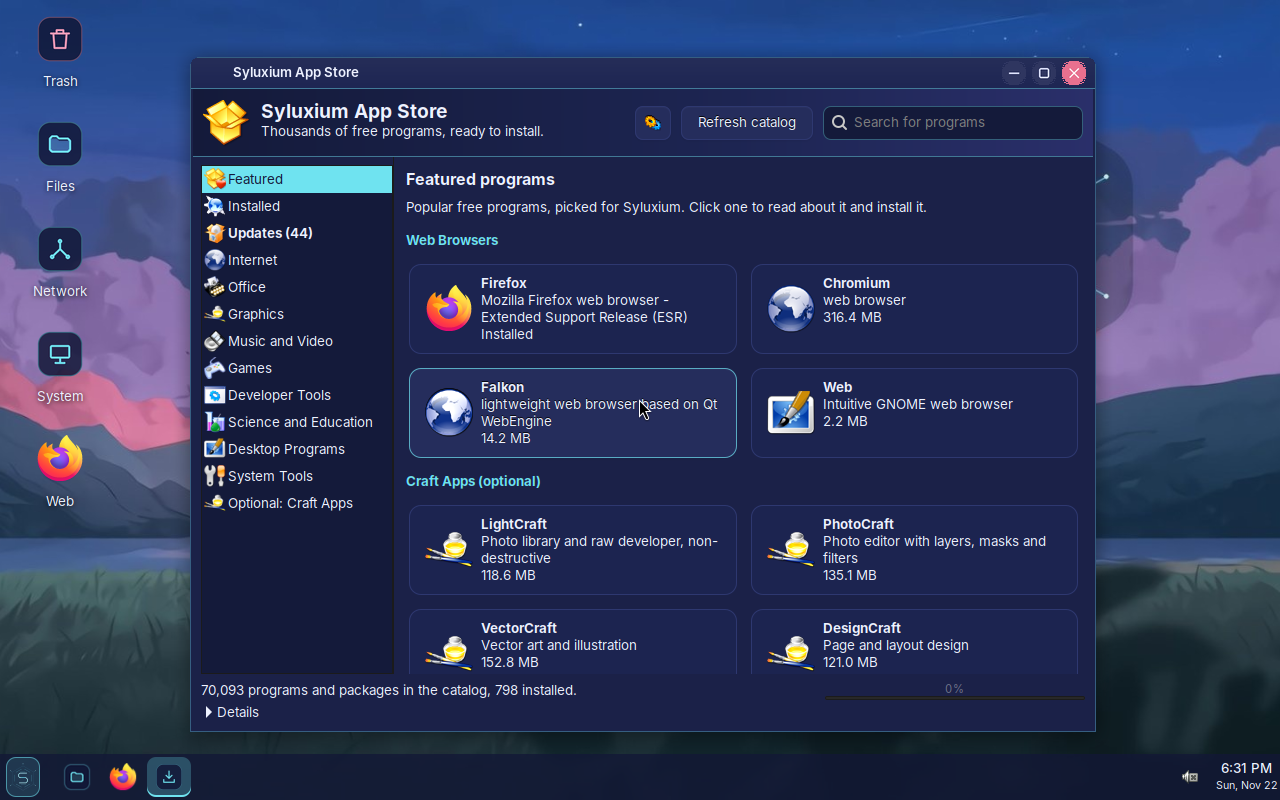 Trash
Files
Network
System
Web
Syluxium App Store
Syluxium App Store
Thousands of free programs, ready to install.
Refresh catalog
Search for programs
Featured
Installed
Updates (44)
Internet
Office
Graphics
Music and Video
Games
Developer Tools
Science and Education
Desktop Programs
System Tools
Optional: Craft Apps
Featured programs
Popular free programs, picked for Syluxium. Click one to read about it and install it.
Web Browsers
Firefox
Mozilla Firefox web browser -
Extended Support Release (ESR)
Installed
Chromium
web browser
316.4 MB
Falkon
lightweight web browser based on Qt
WebEngine
14.2 MB
Web
Intuitive GNOME web browser
2.2 MB
Craft Apps (optional)
LightCraft
Photo library and raw developer, non-
destructive
118.6 MB
PhotoCraft
Photo editor with layers, masks and
filters
135.1 MB
VectorCraft
Vector art and illustration
152.8 MB
DesignCraft
Page and layout design
121.0 MB
70,093 programs and packages in the catalog, 798 installed.
0%
Details
S
6:31 PM
Sun, Nov 22